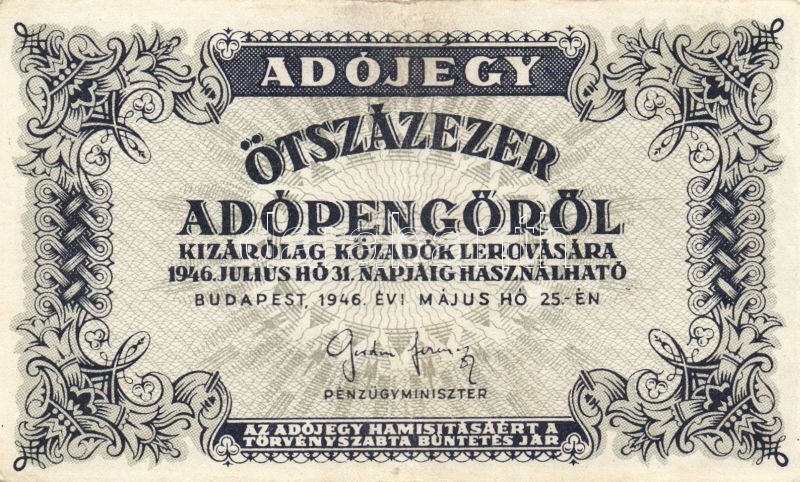 ADÓJEGY
ÖTSZÁZEZER
ADÓPENGŐRŐL
KIZÁRÓLAG KÖZADÓK LEROVÁSÁRA
1946. JULIUS HÓ 31. NAPJÁIG HASZNÁLHATÓ
BUDAPEST, 1946. ÉVI MÁJUS HÓ 25.-ÉN
PÉNZÜGYMINISZTER
AZ ADÓJEGY HAMISITÁSÁÉRT A
TÖRVÉNYSZABTA BÜNTETÉS JÁR